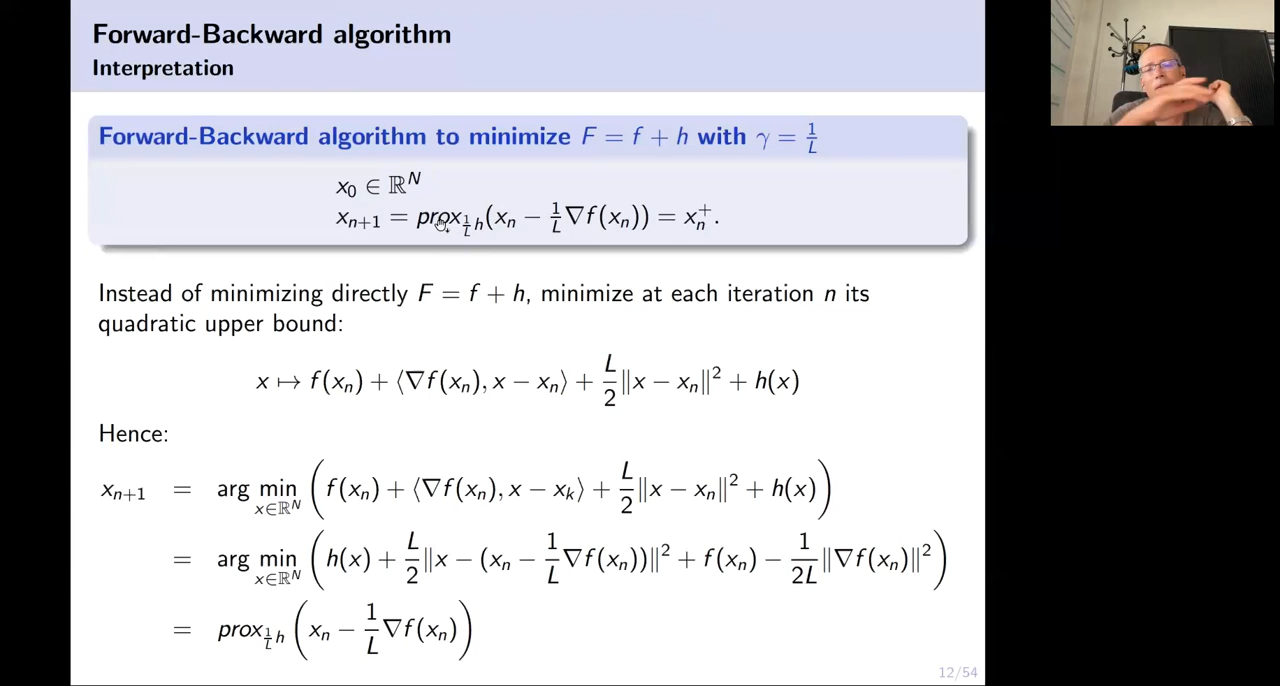 Forward-Backward algorithm
Interpretation
Forward-Backward algorithm to minimize F = f + h with γ = 1/L
x₀ ∈ ℝᴺ
xₙ₊₁ = prox_{1/L h}(xₙ − 1/L ∇f(xₙ)) = xₙ⁺.
Instead of minimizing directly F = f + h, minimize at each iteration n its
quadratic upper bound:
x ↦ f(xₙ) + ⟨∇f(xₙ), x − xₙ⟩ + L/2 ‖x − xₙ‖² + h(x)
Hence:
xₙ₊₁ = arg min_{x∈ℝᴺ} ( f(xₙ) + ⟨∇f(xₙ), x − xₖ⟩ + L/2 ‖x − xₙ‖² + h(x) )
= arg min_{x∈ℝᴺ} ( h(x) + L/2 ‖x − (xₙ − 1/L ∇f(xₙ))‖² + f(xₙ) − 1/2L ‖∇f(xₙ)‖² )
= prox_{1/L h} ( xₙ − 1/L ∇f(xₙ) )
12/54